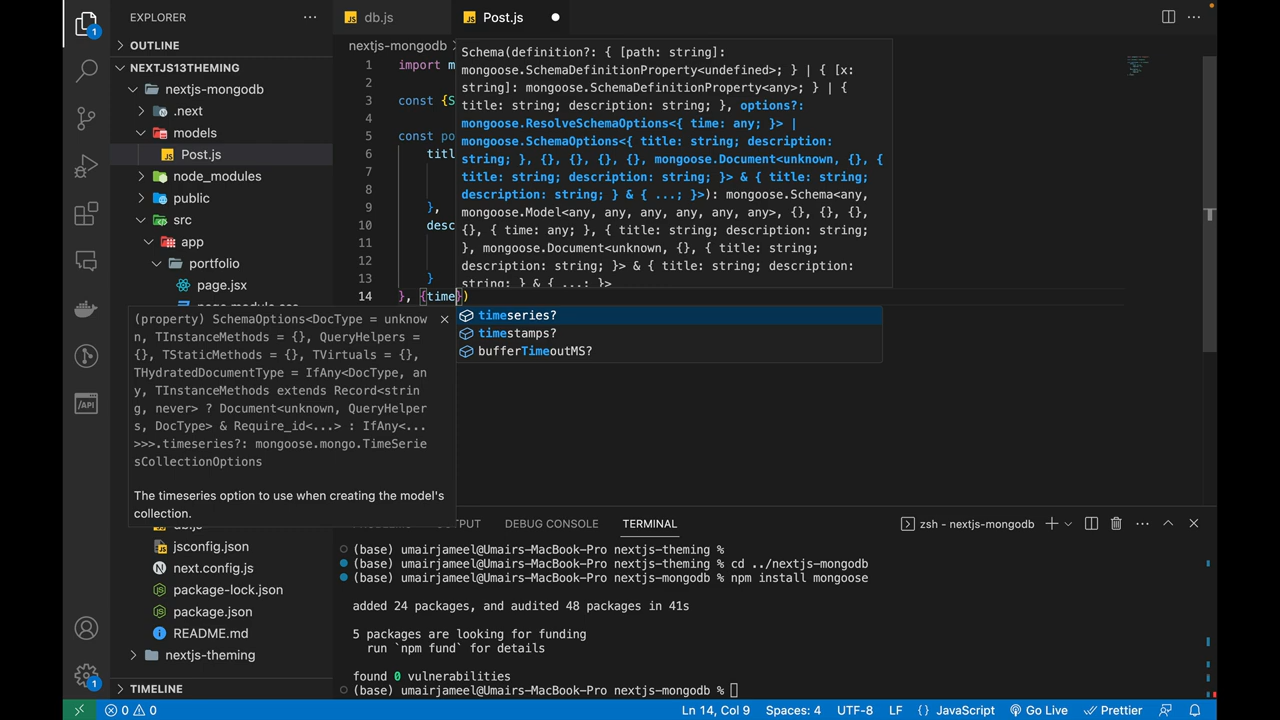 EXPLORER
OUTLINE
NEXTJS13THEMING
nextjs-mongodb
.next
models
Post.js
node_modules
public
src
app
portfolio
page.jsx
jsconfig.json
next.config.js
package-lock.json
package.json
README.md
nextjs-theming
TIMELINE
db.js
Post.js
nextjs-mongodb
1 import m
2
3 const {S
4
5 const po
6 titl
7
8
9 },
10 desc
11
12
13 }
14 }, {time})
Schema(definition?: { [path: string]:
mongoose.SchemaDefinitionProperty<undefined>; } | { [x:
string]: mongoose.SchemaDefinitionProperty<any>; } | {
title: string; description: string; }, options?:
mongoose.ResolveSchemaOptions<{ time: any; }> |
mongoose.SchemaOptions<{ title: string; description:
string; }, {}, {}, {}, {}, mongoose.Document<unknown, {}, {
title: string; description: string; }> & { title: string;
description: string; } & { ...; }>): mongoose.Schema<any,
mongoose.Model<any, any, any, any, any, any>, {}, {}, {},
{}, { time: any; }, { title: string; description: string;
}, mongoose.Document<unknown, {}, { title: string;
description: string; }> & { title: string; description:
string; } & { ...; }>
timeseries?
timestamps?
bufferTimeoutMS?
(property) SchemaOptions<DocType = unknow
n, TInstanceMethods = {}, QueryHelpers =
{}, TStaticMethods = {}, TVirtuals = {},
THydratedDocumentType = IfAny<DocType, an
y, TInstanceMethods extends Record<strin
g, never> ? Document<unknown, QueryHelper
s, DocType> & Require_id<...> : IfAny<...
>>>.timeseries?: mongoose.mongo.TimeSerie
sCollectionOptions
The timeseries option to use when creating the model's
collection.
DEBUG CONSOLE
TERMINAL
zsh - nextjs-mongodb
(base) umairjameel@Umairs-MacBook-Pro nextjs-theming %
(base) umairjameel@Umairs-MacBook-Pro nextjs-theming % cd ../nextjs-mongodb
(base) umairjameel@Umairs-MacBook-Pro nextjs-mongodb % npm install mongoose
added 24 packages, and audited 48 packages in 41s
5 packages are looking for funding
run `npm fund` for details
found 0 vulnerabilities
(base) umairjameel@Umairs-MacBook-Pro nextjs-mongodb %
0 0
Ln 14, Col 9
Spaces: 4
UTF-8
LF
{} JavaScript
Go Live
Prettier
1
1
/API